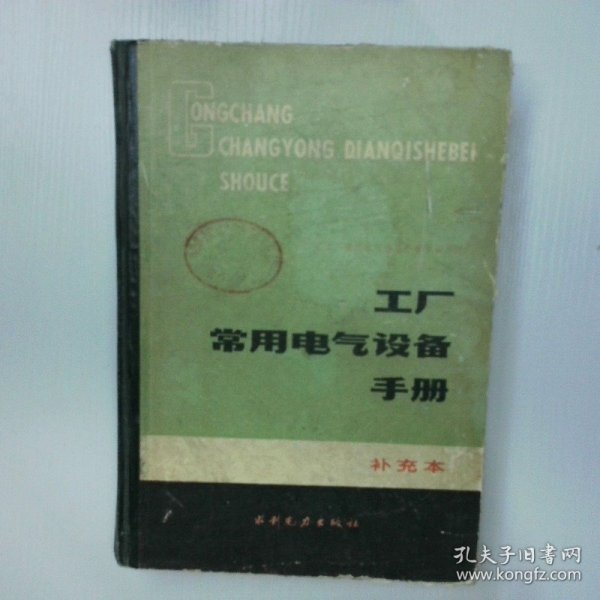 GONGCHANG
CHANGYONG DIANQISHEBEI
SHOUCE
工厂
常用电气设备
手册
补充本
水利电力出版社
孔夫子旧书网
www.kongfz.com